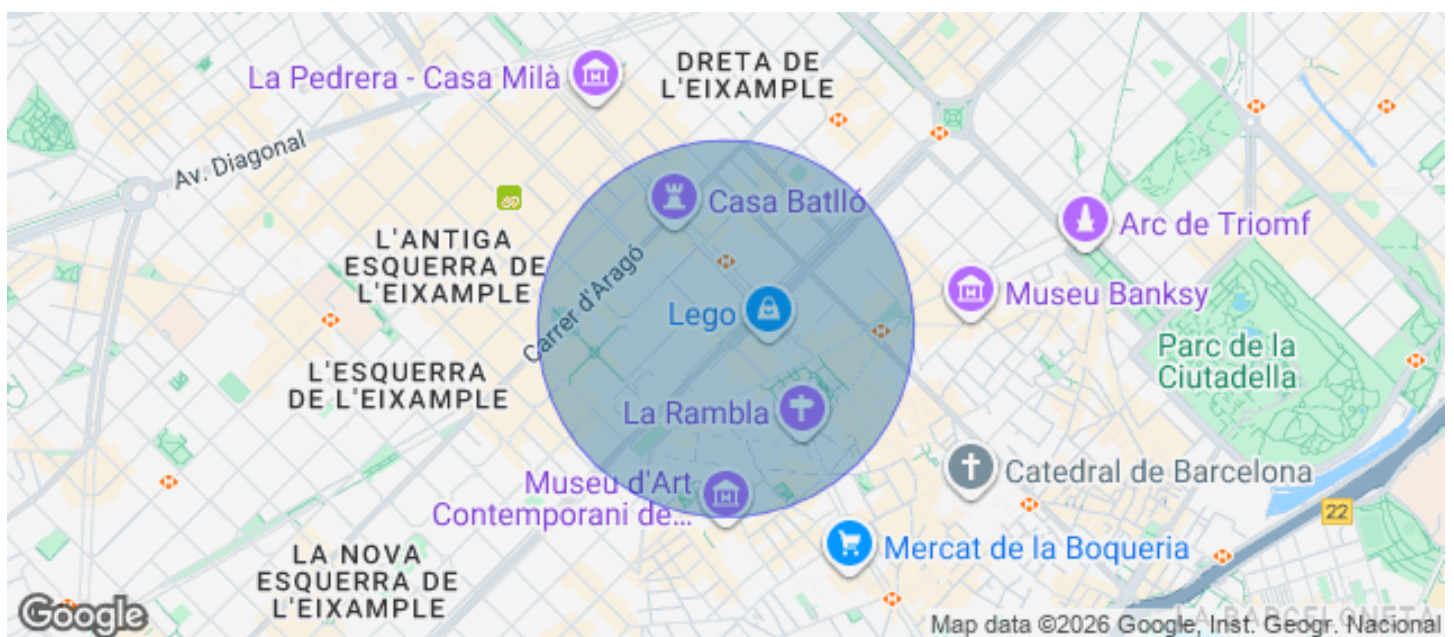 DRETA DE
L'EIXAMPLE
La Pedrera - Casa Milà
Av. Diagonal
Casa Batlló
Arc de Triomf
L'ANTIGA
ESQUERRA DE
L'EIXAMPLE
Carrer d'Aragó
Lego
Museu Banksy
Parc de la
Ciutadella
L'ESQUERRA
DE L'EIXAMPLE
La Rambla
Museu d'Art
Contemporani de...
Catedral de Barcelona
22
Mercat de la Boqueria
LA NOVA
ESQUERRA DE
L'EIXAMPLE
LA BARCELONETA
Google
Map data ©2026 Google, Inst. Geogr. Nacional